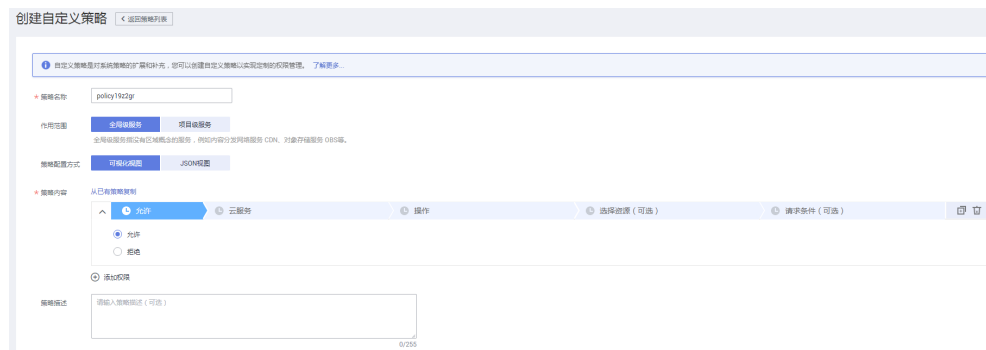 创建自定义策略 返回策略列表
自定义策略是对系统策略的扩展和补充，您可以创建自定义策略以实现定制的权限管理。 了解更多...
* 策略名称 policy19z2gr
作用范围 全局级服务 项目级服务
全局级服务指没有区域概念的服务，例如内容分发网络服务 CDN、对象存储服务 OBS等。
策略配置方式 可视化视图 JSON视图
* 策略内容 从已有策略复制
允许 云服务 操作 选择资源（可选） 请求条件（可选）
允许
拒绝
添加权限
策略描述 请输入策略描述（可选）
0/255